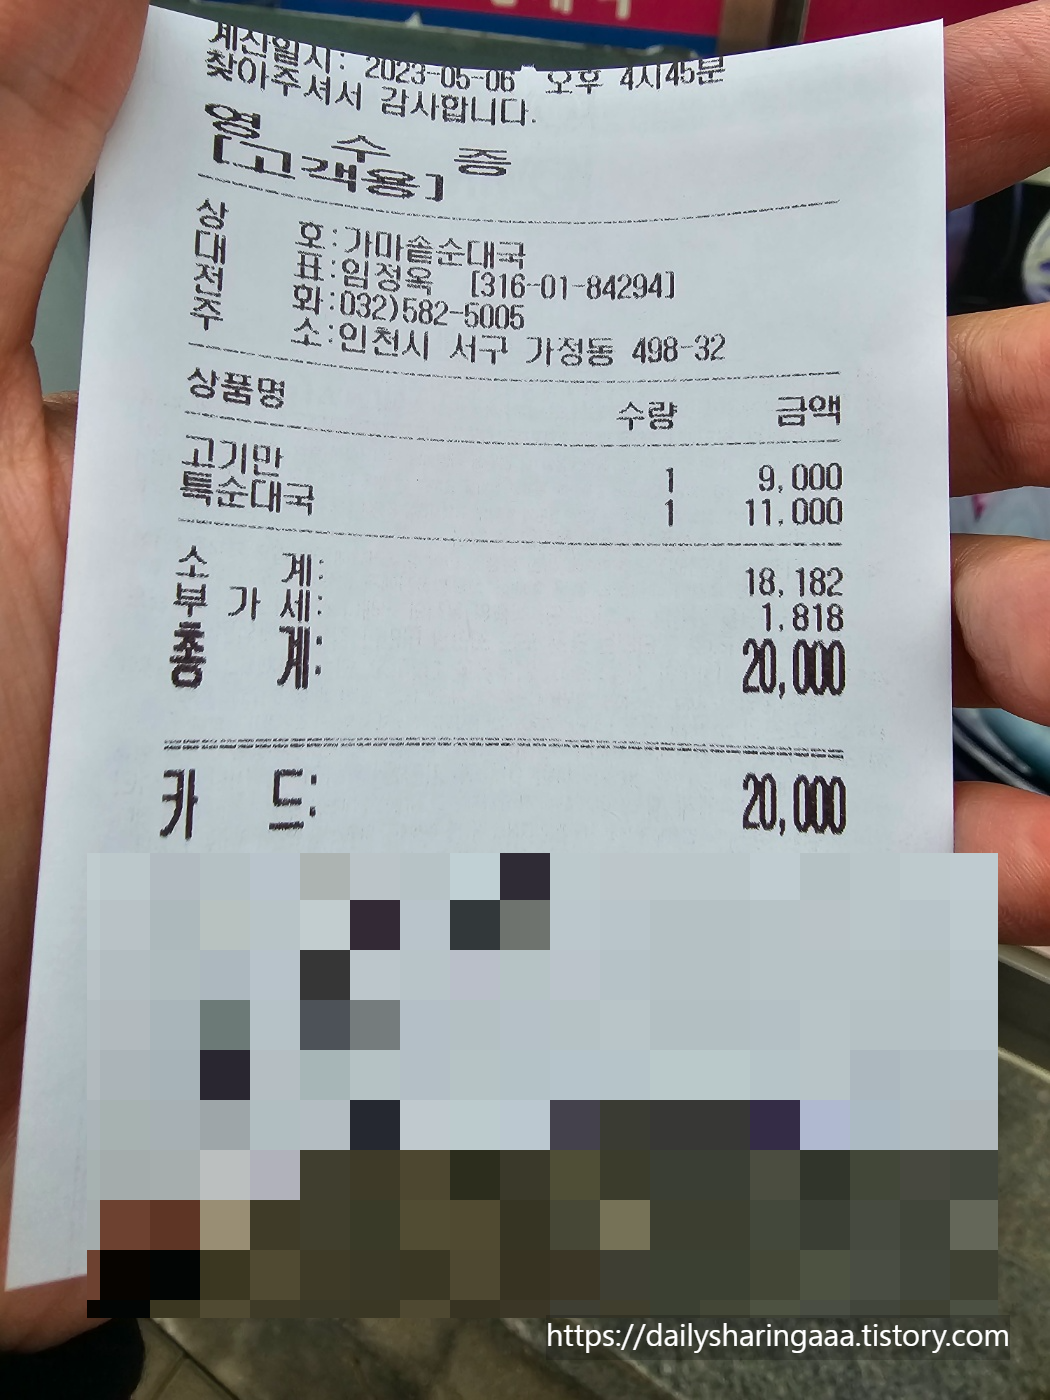 계산일시: 2023-05-06 오후 4시45분
찾아주셔서 감사합니다.
영 수 증
[고객용]
상 호:가마솥순대국
대 표:임정옥 [316-01-84294]
전 화:032)582-5005
주 소:인천시 서구 가정동 498-32
상품명 수량 금액
고기만 1 9,000
특순대국 1 11,000
소 계: 18,182
부 가 세: 1,818
총 계: 20,000
카 드: 20,000
https://dailysharingaaa.tistory.com